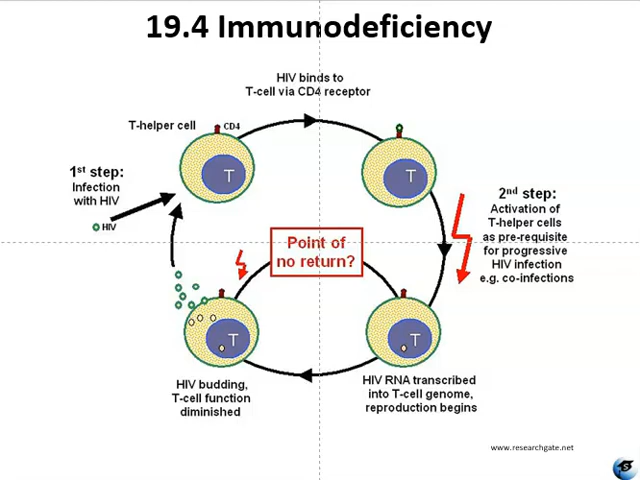 19.4 Immunodeficiency
HIV binds to
T-cell via CD4 receptor
T-helper cell
CD4
1st step:
Infection
with HIV
HIV
T
T
2nd step:
Activation of
T-helper cells
as pre-requisite
for progressive
HIV infection
e.g. co-infections
Point of
no return?
T
T
HIV budding,
T-cell function
diminished
HIV RNA transcribed
into T-cell genome,
reproduction begins
www.researchgate.net
S